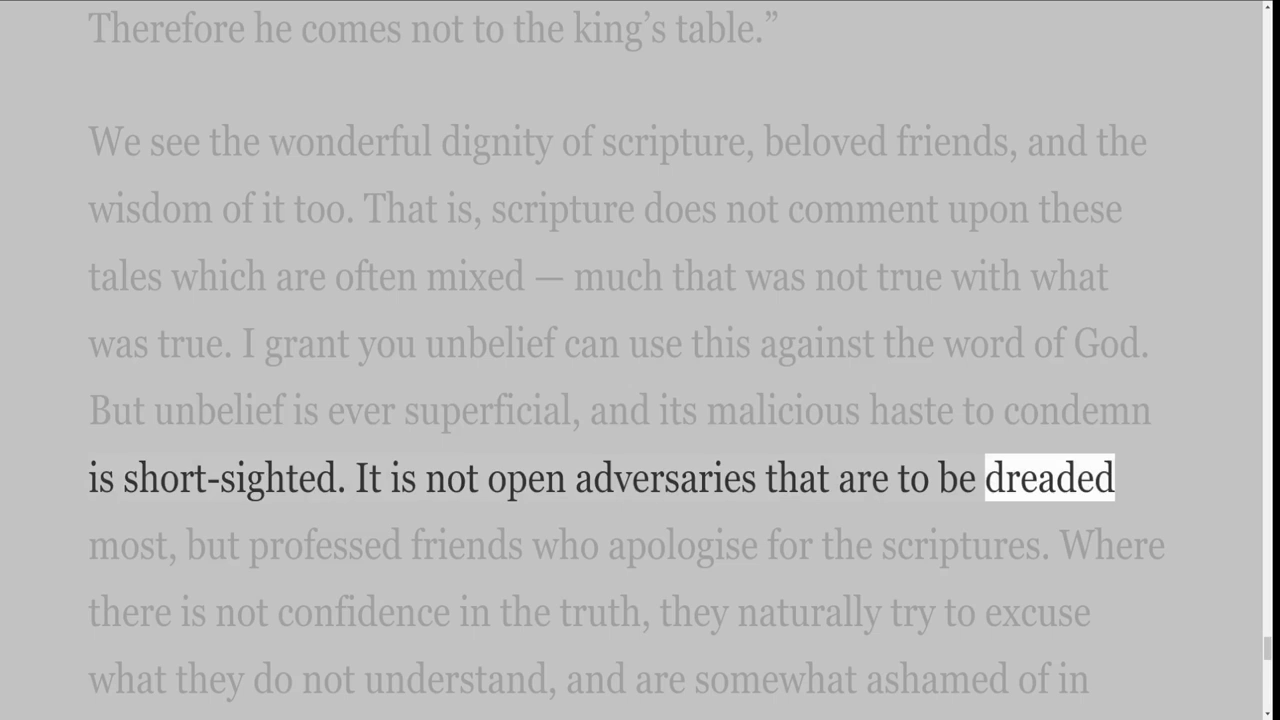 Therefore he comes not to the king’s table.”
We see the wonderful dignity of scripture, beloved friends, and the
wisdom of it too. That is, scripture does not comment upon these
tales which are often mixed — much that was not true with what
was true. I grant you unbelief can use this against the word of God.
But unbelief is ever superficial, and its malicious haste to condemn
is short-sighted. It is not open adversaries that are to be dreaded
most, but professed friends who apologise for the scriptures. Where
there is not confidence in the truth, they naturally try to excuse
what they do not understand, and are somewhat ashamed of in